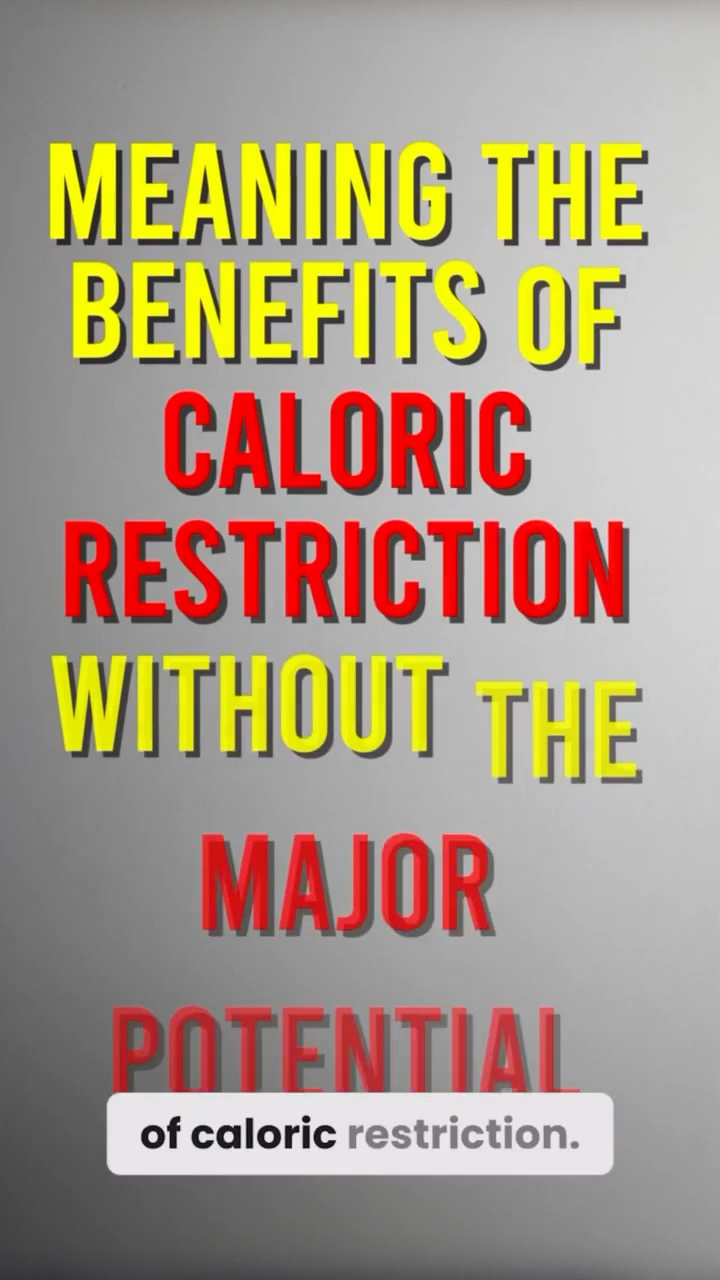 MEANING THE
BENEFITS OF
CALORIC
RESTRICTION
WITHOUT THE
MAJOR
POTENTIAL
of caloric restriction.